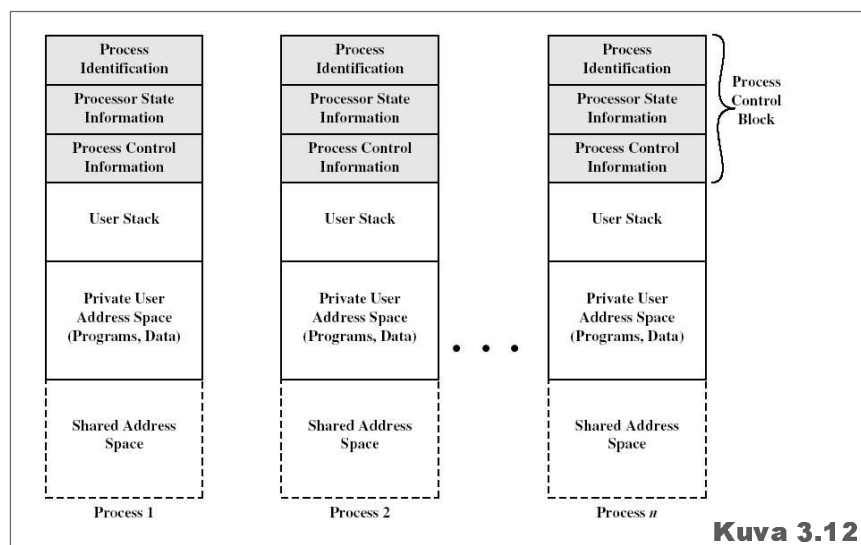 Process
Identification
Processor State
Information
Process Control
Information
User Stack
Private User
Address Space
(Programs, Data)
Shared Address
Space
Process 1
Process
Identification
Processor State
Information
Process Control
Information
User Stack
Private User
Address Space
(Programs, Data)
Shared Address
Space
Process 2
• • •
Process
Identification
Processor State
Information
Process Control
Information
User Stack
Private User
Address Space
(Programs, Data)
Shared Address
Space
Process n
Process
Control
Block
Kuva 3.12